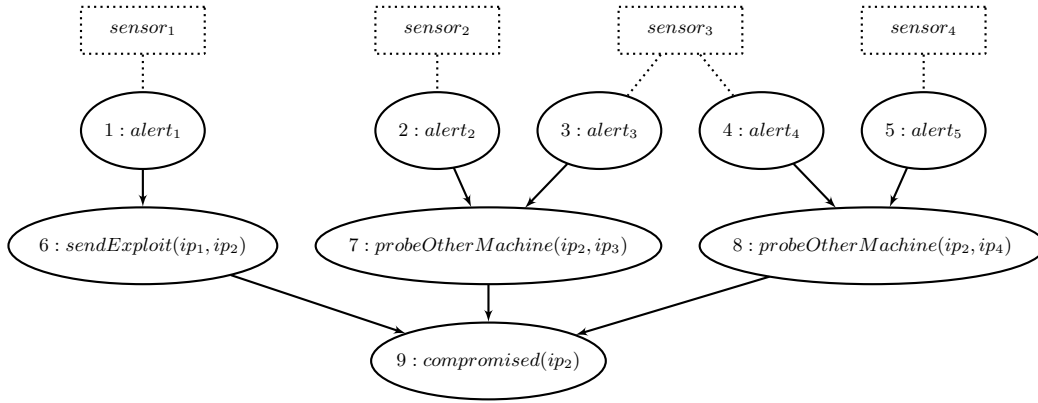 sensor₁
sensor₂
sensor₃
sensor₄
1 : alert₁
2 : alert₂
3 : alert₃
4 : alert₄
5 : alert₅
6 : sendExploit(ip₁, ip₂)
7 : probeOtherMachine(ip₂, ip₃)
8 : probeOtherMachine(ip₂, ip₄)
9 : compromised(ip₂)